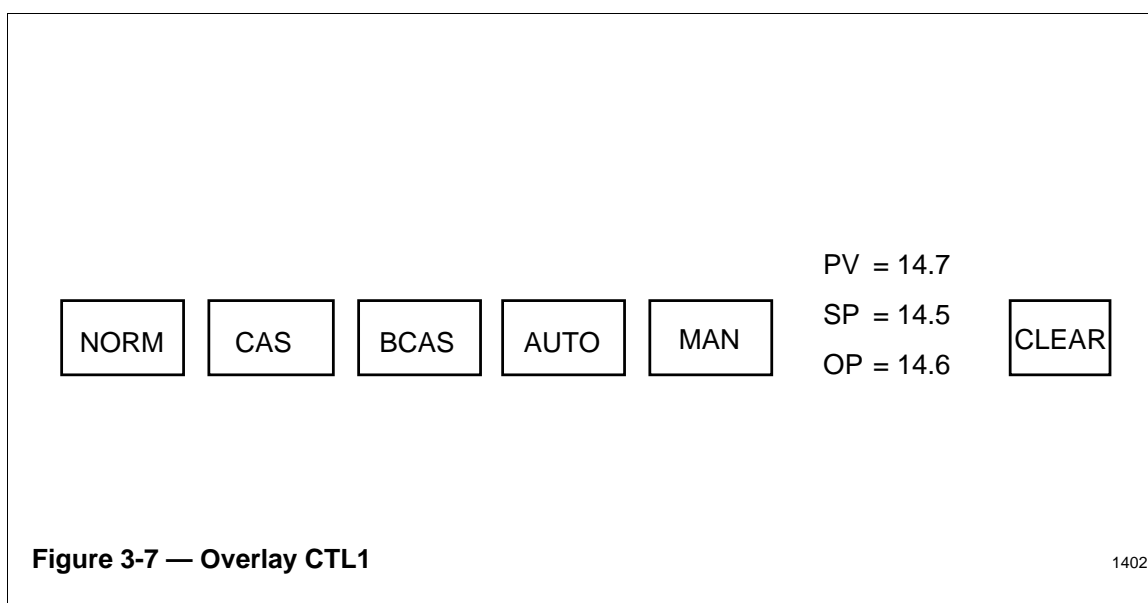 PV = 14.7
NORM CAS BCAS AUTO MAN SP = 14.5 CLEAR
OP = 14.6
Figure 3-7 — Overlay CTL1 1402